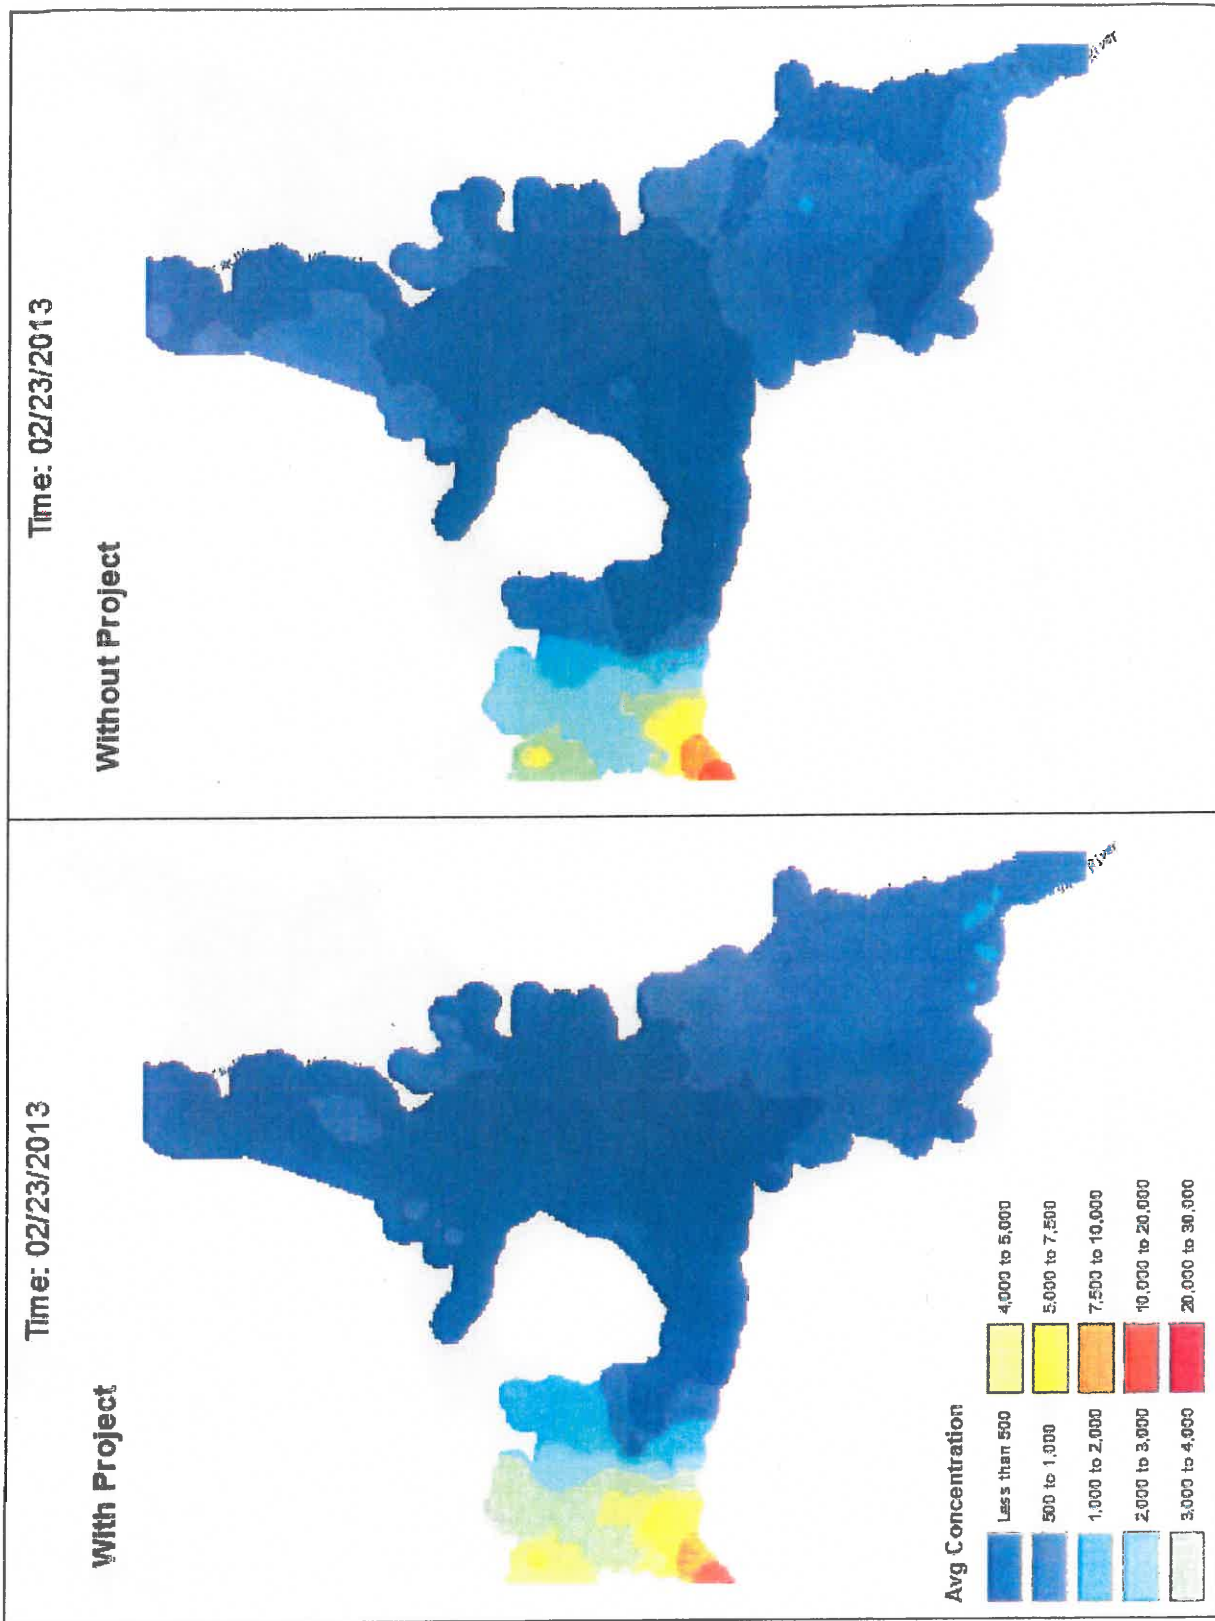 Time: 02/23/2013
With Project
River
Avg Concentration
Less than 500
500 to 1,000
1,000 to 2,000
2,000 to 3,000
3,000 to 4,000
4,000 to 5,000
5,000 to 7,500
7,500 to 10,000
10,000 to 20,000
20,000 to 30,000
Time: 02/23/2013
Without Project
River